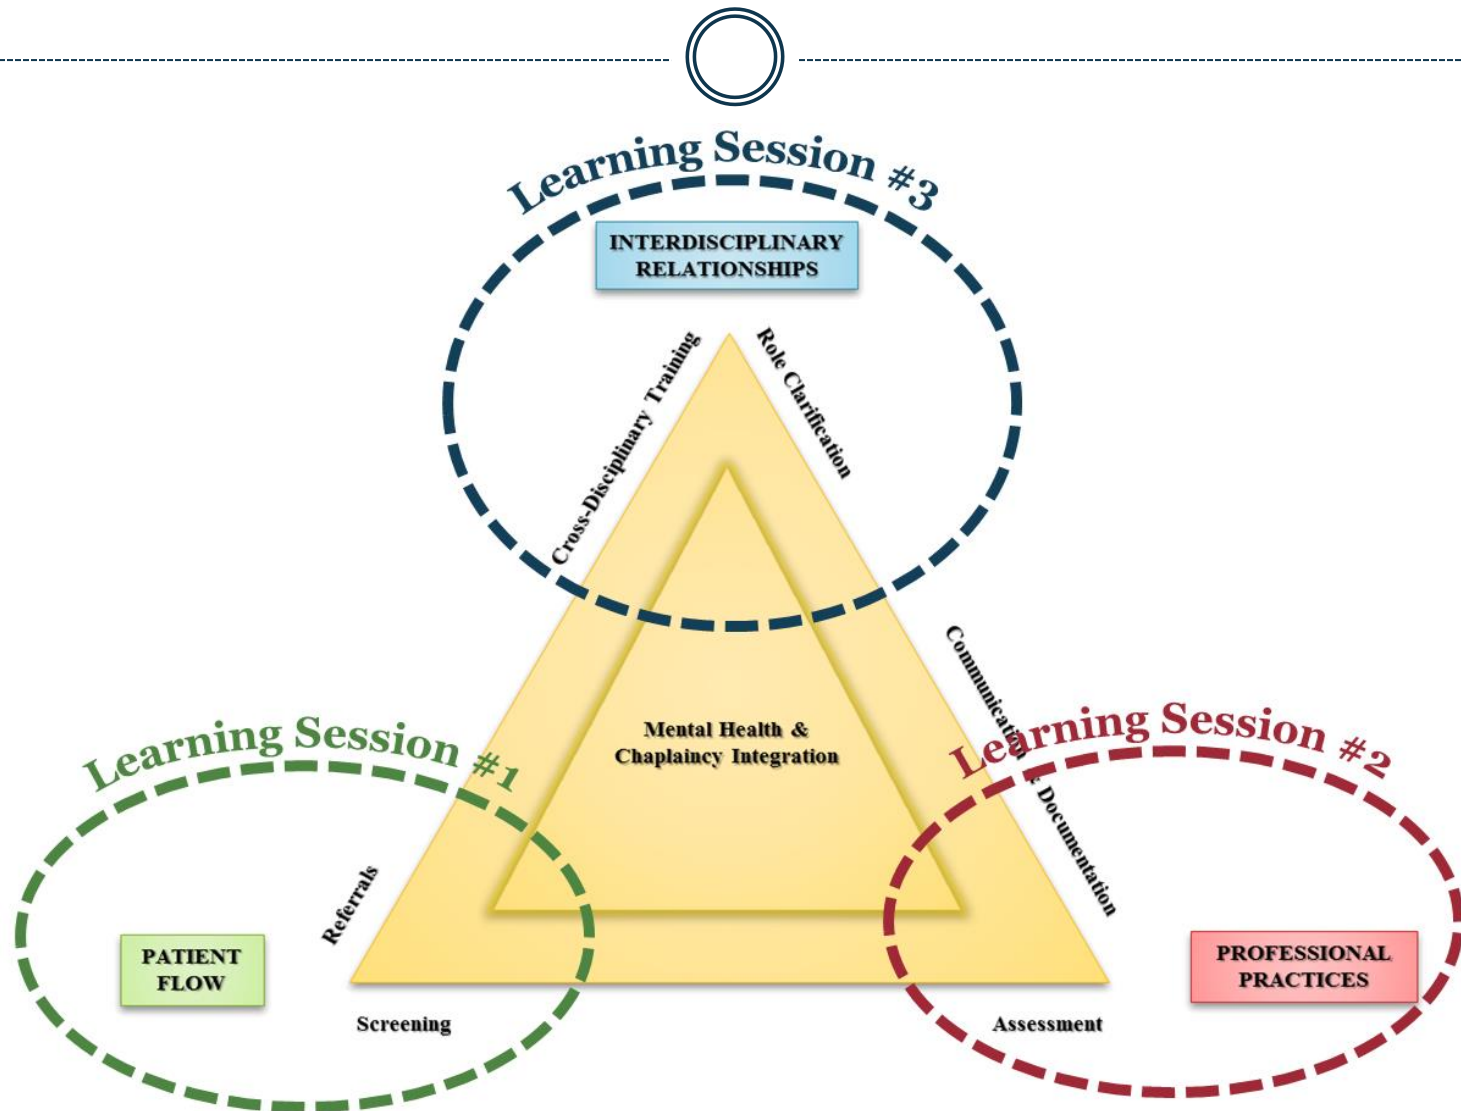 Learning Session #3
INTERDISCIPLINARY
RELATIONSHIPS
Cross-Disciplinary Training
Role Clarification
Mental Health &
Chaplaincy Integration
Communication & Documentation
Learning Session #1
Referrals
PATIENT
FLOW
Screening
Learning Session #2
PROFESSIONAL
PRACTICES
Assessment